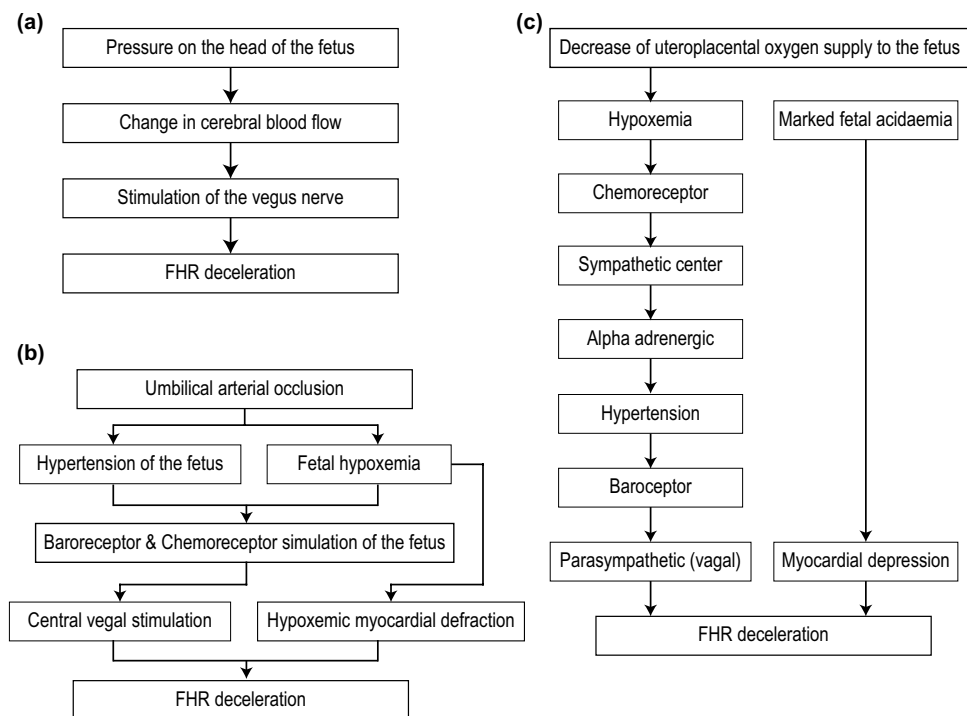 (a)
Pressure on the head of the fetus
Change in cerebral blood flow
Stimulation of the vegus nerve
FHR deceleration
(b)
Umbilical arterial occlusion
Hypertension of the fetus
Fetal hypoxemia
Baroreceptor & Chemoreceptor simulation of the fetus
Central vegal stimulation
Hypoxemic myocardial defraction
FHR deceleration
(c)
Decrease of uteroplacental oxygen supply to the fetus
Hypoxemia
Marked fetal acidaemia
Chemoreceptor
Sympathetic center
Alpha adrenergic
Hypertension
Baroceptor
Parasympathetic (vagal)
Myocardial depression
FHR deceleration